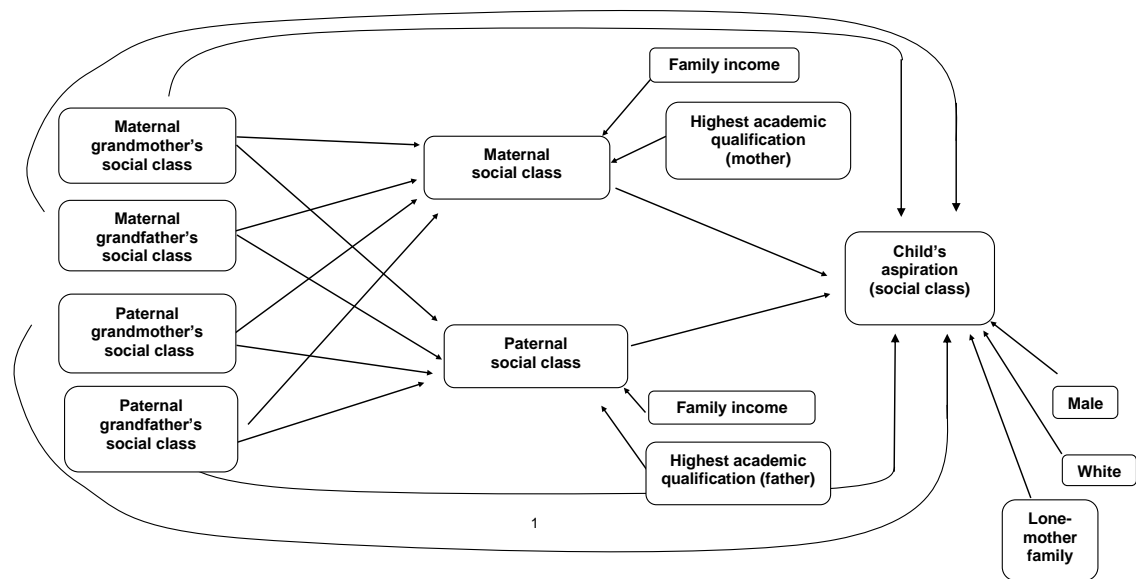 Maternal
grandmother's
social class
Maternal
grandfather's
social class
Paternal
grandmother's
social class
Paternal
grandfather's
social class
Maternal
social class
Family income
Highest academic
qualification
(mother)
Paternal
social class
Family income
Highest academic
qualification (father)
Child's
aspiration
(social class)
Male
White
Lone-
mother
family
1